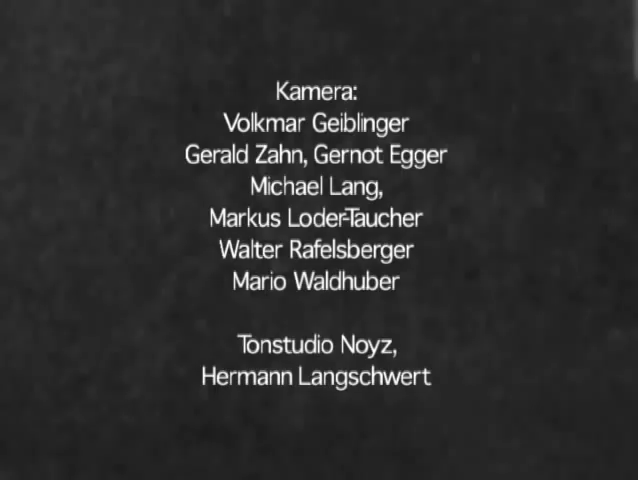 Kamera:
Volkmar Geiblinger
Gerald Zahn, Gernot Egger
Michael Lang,
Markus Loder-Taucher
Walter Rafelsberger
Mario Waldhuber
Tonstudio Noyz,
Hermann Langschwert